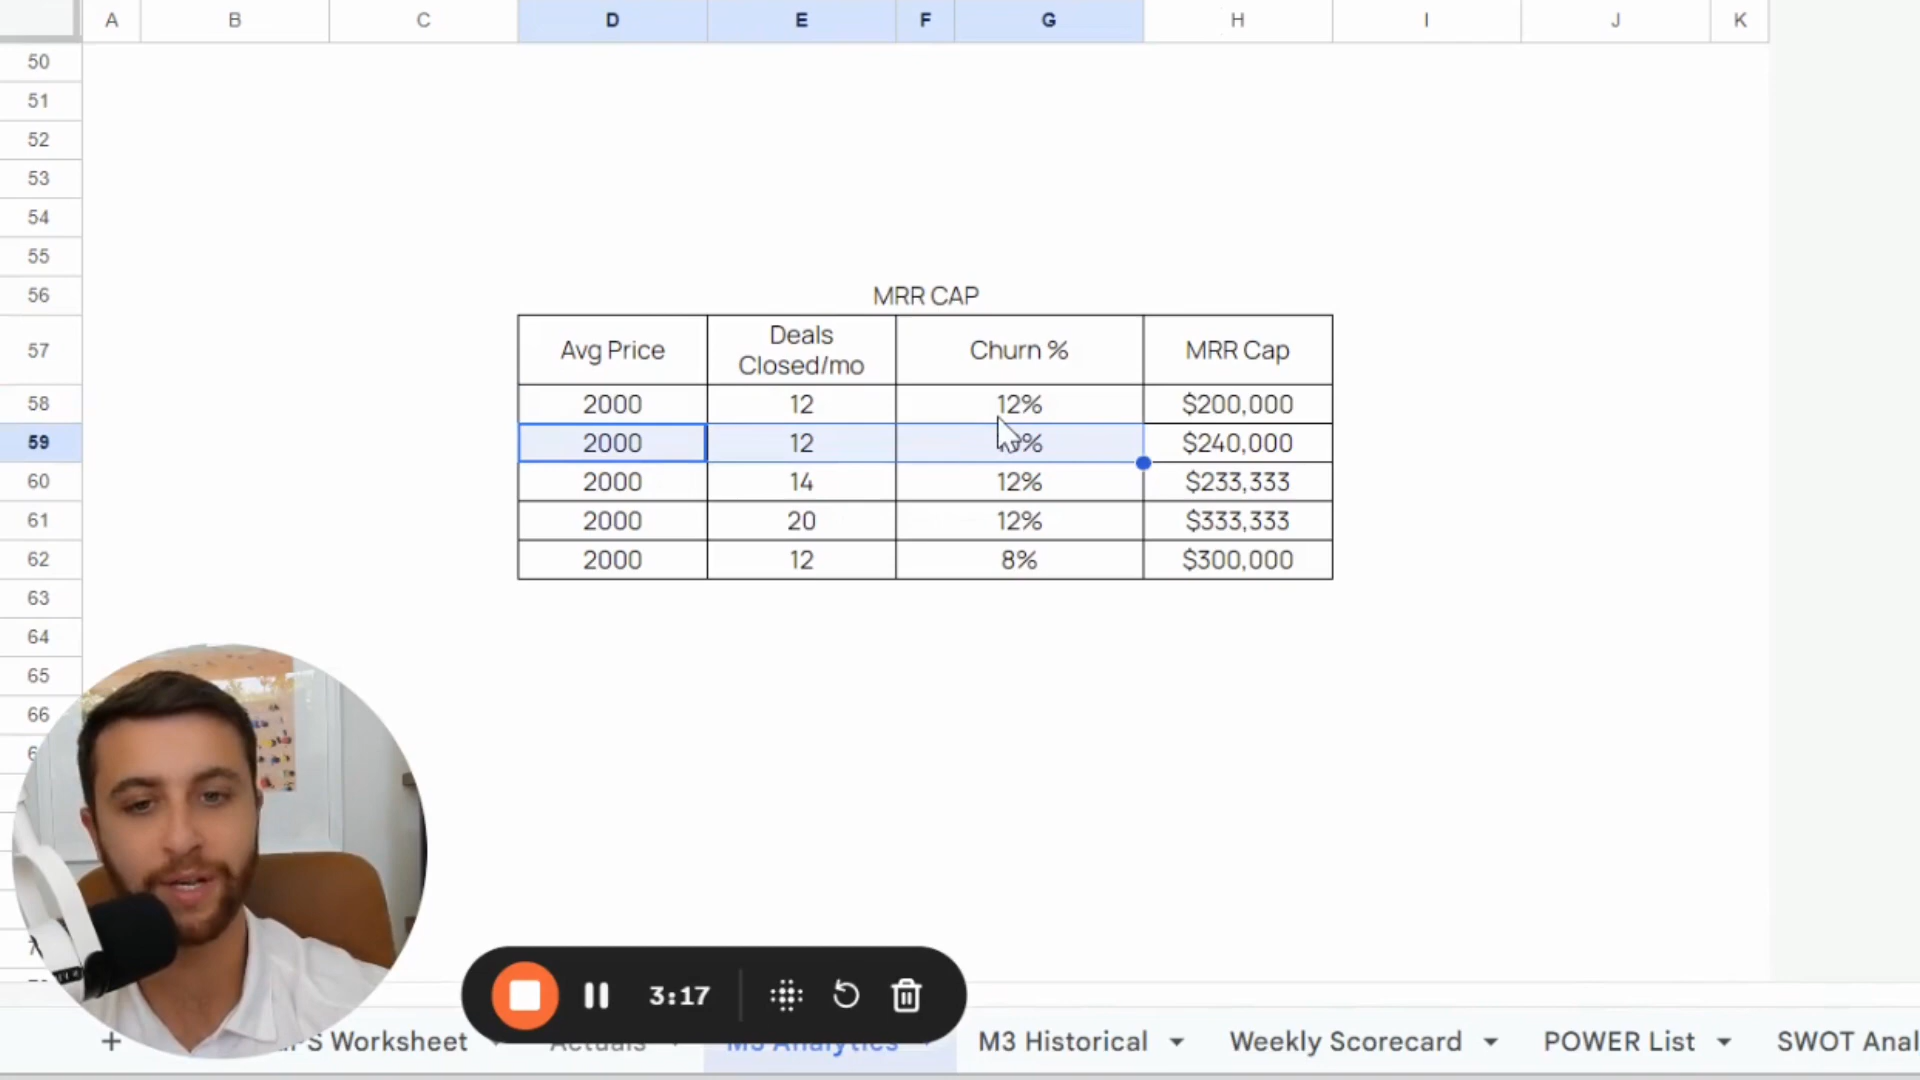 A B C D E F G H I J K
50
51
52
53
54
55
56 MRR CAP
57 Avg Price Deals Closed/mo Churn % MRR Cap
58 2000 12 12% $200,000
59 2000 12 % $240,000
60 2000 14 12% $233,333
61 2000 20 12% $333,333
62 2000 12 8% $300,000
63
64
65
66
3:17
+ S Worksheet Actuals M3 Analytics M3 Historical Weekly Scorecard POWER List SWOT Anal